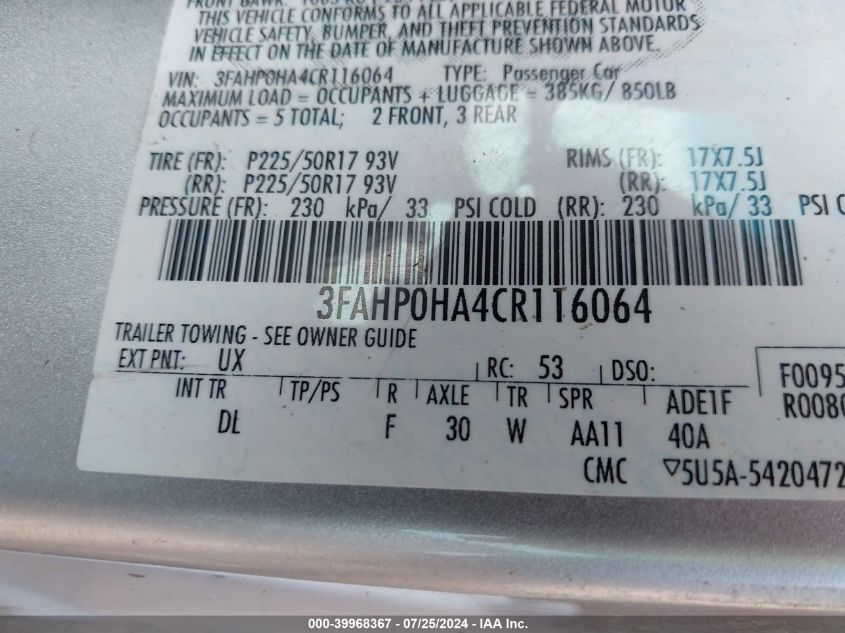 THIS VEHICLE CONFORMS TO ALL APPLICABLE FEDERAL MOTOR
VEHICLE SAFETY, BUMPER, AND THEFT PREVENTION STANDARDS
IN EFFECT ON THE DATE OF MANUFACTURE SHOWN ABOVE.
VIN: 3FAHP0HA4CR116064 TYPE: Passenger Car
MAXIMUM LOAD = OCCUPANTS + LUGGAGE = 385KG/ 850LB
OCCUPANTS = 5 TOTAL; 2 FRONT, 3 REAR
TIRE (FR): P225/50R17 93V RIMS (FR): 17X7.5J
(RR): P225/50R17 93V (RR): 17X7.5J
PRESSURE (FR): 230 kPa/ 33 PSI COLD (RR): 230 kPa/ 33 PSI
3FAHP0HA4CR116064
TRAILER TOWING - SEE OWNER GUIDE
EXT PNT: UX RC: 53 DSO: F0095
INT TR TP/PS R AXLE TR SPR ADE1F R0080
DL F 30 W AA11 40A
CMC ▽5U5A-5420472
000-39968367 / 07/25/2024 / IAA Inc.